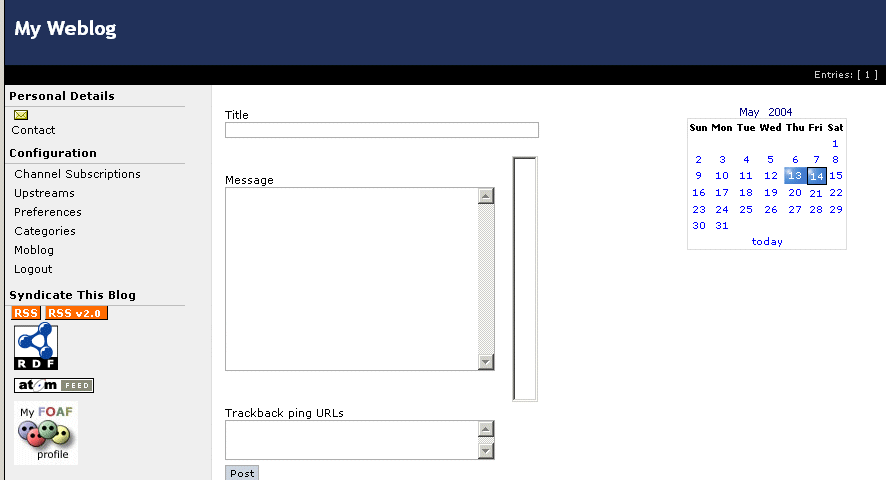 My Weblog
Entries: [ 1 ]
Personal Details
Contact
Configuration
Channel Subscriptions
Upstreams
Preferences
Categories
Moblog
Logout
Syndicate This Blog
RSS RSS v2.0
RDF
atom FEED
My FOAF
profile
Title
Message
Trackback ping URLs
Post
May 2004
Sun Mon Tue Wed Thu Fri Sat
1
2 3 4 5 6 7 8
9 10 11 12 13 14 15
16 17 18 19 20 21 22
23 24 25 26 27 28 29
30 31
today